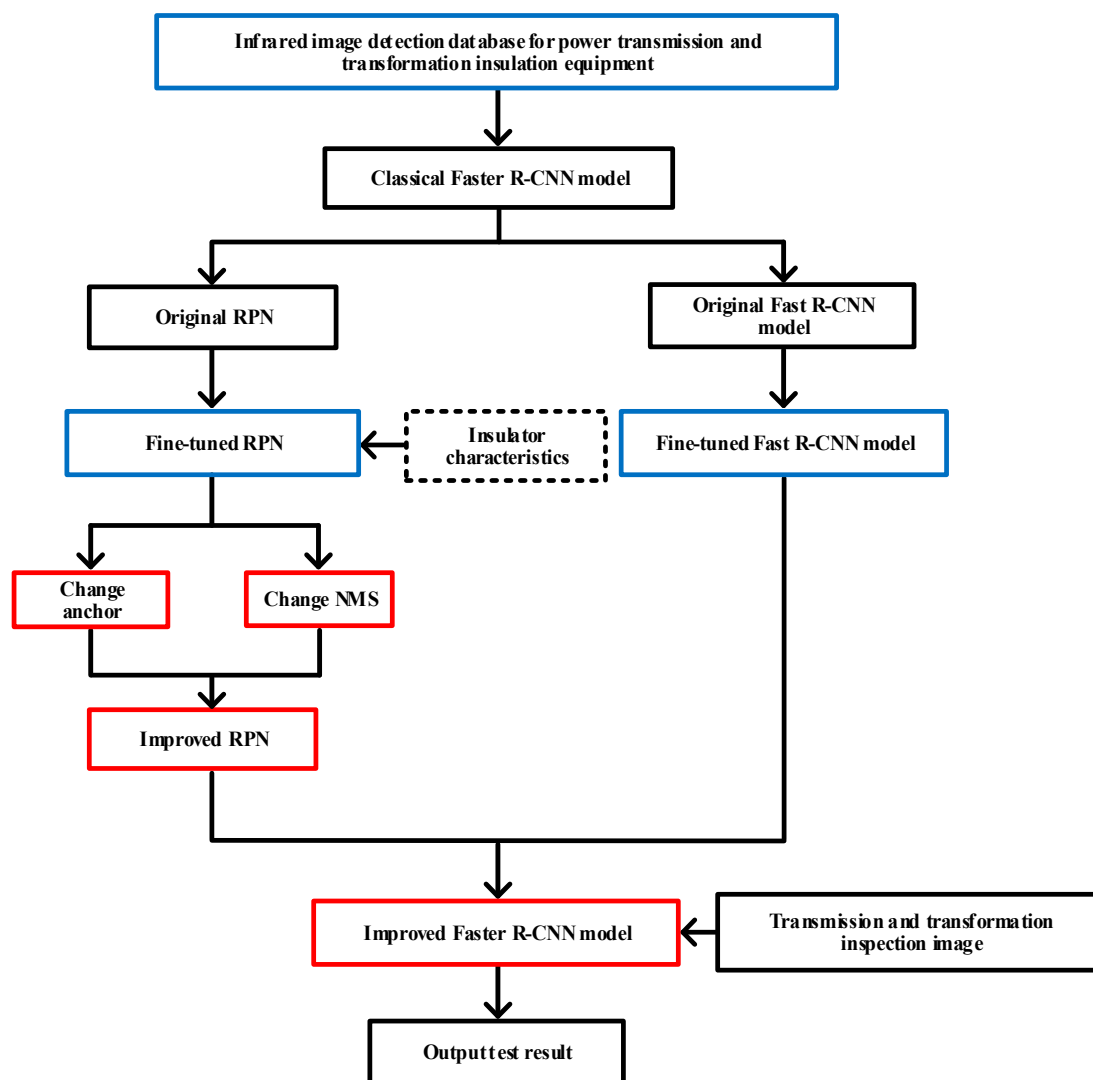 Infrared image detection database for power transmission and
transformation insulation equipment
Classical Faster R-CNN model
Original RPN
Original Fast R-CNN
model
Fine-tuned RPN
Insulator
characteristics
Fine-tuned Fast R-CNN model
Change
anchor
Change NMS
Improved RPN
Improved Faster R-CNN model
Transmission and transformation
inspection image
Output test result